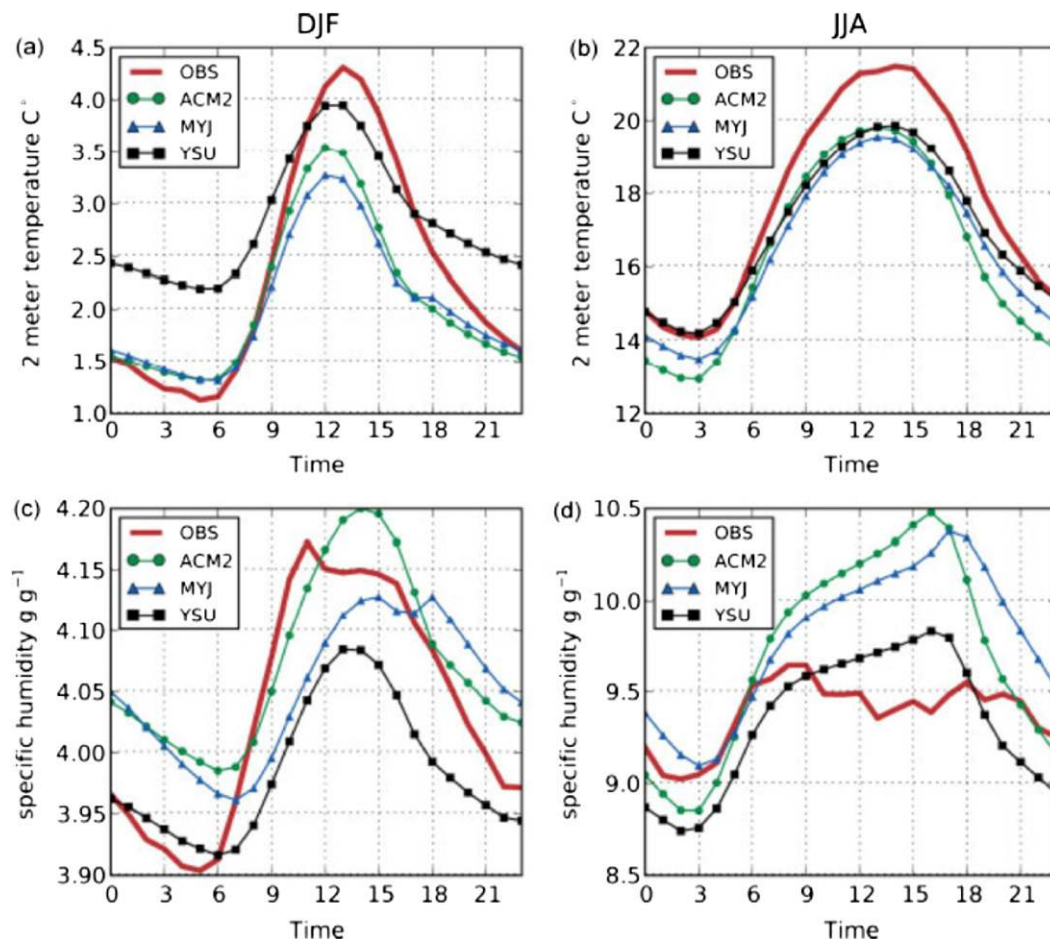 DJF
JJA
(a)
4.5
4.0
3.5
3.0
2.5
2.0
1.5
1.0
2 meter temperature C°
OBS
ACM2
MYJ
YSU
0 3 6 9 12 15 18 21
Time
(b)
22
20
18
16
14
12
2 meter temperature C°
OBS
ACM2
MYJ
YSU
0 3 6 9 12 15 18 21
Time
(c)
4.20
4.15
4.10
4.05
4.00
3.95
3.90
specific humidity g g⁻¹
OBS
ACM2
MYJ
YSU
0 3 6 9 12 15 18 21
Time
(d)
10.5
10.0
9.5
9.0
8.5
specific humidity g g⁻¹
OBS
ACM2
MYJ
YSU
0 3 6 9 12 15 18 21
Time